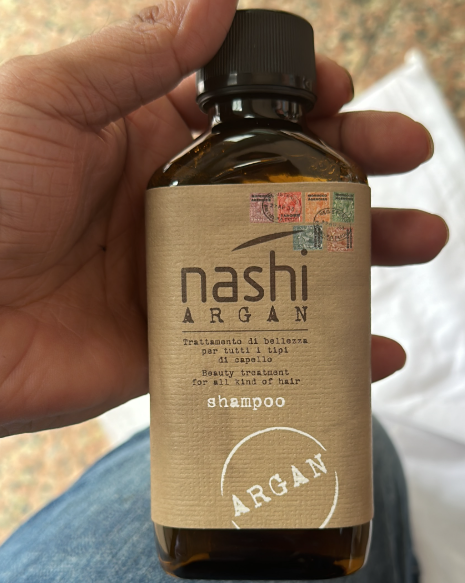 nashi
ARGAN
Trattamento di bellezza
per tutti i tipi
di capello
Beauty treatment
for all kind of hair
shampoo
ARGAN